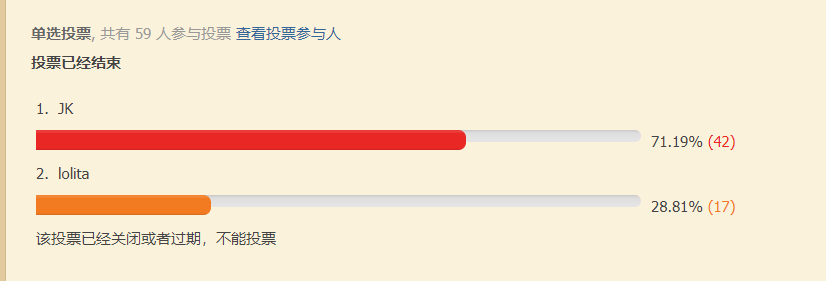 单选投票, 共有 59 人参与投票 查看投票参与人
投票已经结束
1. JK
71.19% (42)
2. lolita
28.81% (17)
该投票已经关闭或者过期，不能投票